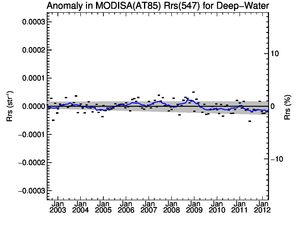 Anomaly in MODISA(AT85) Rrs(547) for Deep-Water
0.0003
0.0002
0.0001
0.0000
-0.0001
-0.0002
-0.0003
Rrs (str⁻¹)
10
0
-10
Rrs (%)
Jan Jan Jan Jan Jan Jan Jan Jan Jan Jan
2003 2004 2005 2006 2007 2008 2009 2010 2011 2012